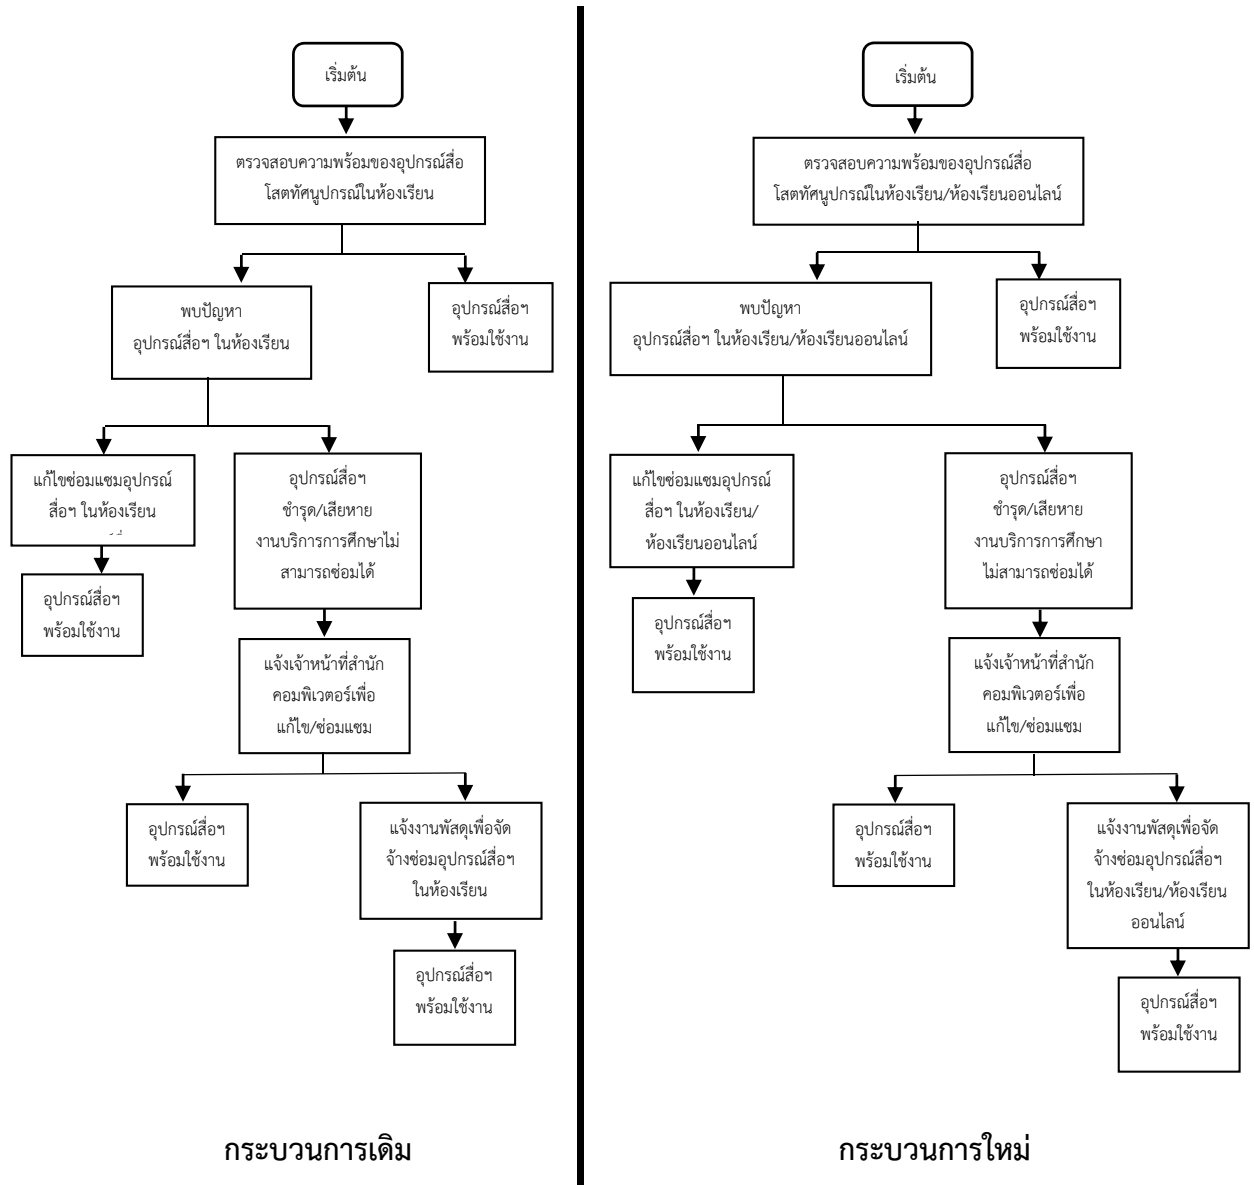 เริ่มต้น
ตรวจสอบความพร้อมของอุปกรณ์สื่อ
โสตทัศนูปกรณ์ในห้องเรียน
พบปัญหา
อุปกรณ์สื่อฯ ในห้องเรียน
อุปกรณ์สื่อฯ
พร้อมใช้งาน
แก้ไขซ่อมแซมอุปกรณ์
สื่อฯ ในห้องเรียน
อุปกรณ์สื่อฯ
พร้อมใช้งาน
อุปกรณ์สื่อฯ
ชำรุด/เสียหาย
งานบริการการศึกษาไม่
สามารถซ่อมได้
แจ้งเจ้าหน้าที่สำนัก
คอมพิเวตอร์เพื่อ
แก้ไข/ซ่อมแซม
อุปกรณ์สื่อฯ
พร้อมใช้งาน
แจ้งงานพัสดุเพื่อจัด
จ้างซ่อมอุปกรณ์สื่อฯ
ในห้องเรียน
อุปกรณ์สื่อฯ
พร้อมใช้งาน
กระบวนการเดิม
เริ่มต้น
ตรวจสอบความพร้อมของอุปกรณ์สื่อ
โสตทัศนูปกรณ์ในห้องเรียน/ห้องเรียนออนไลน์
พบปัญหา
อุปกรณ์สื่อฯ ในห้องเรียน/ห้องเรียนออนไลน์
อุปกรณ์สื่อฯ
พร้อมใช้งาน
แก้ไขซ่อมแซมอุปกรณ์
สื่อฯ ในห้องเรียน/
ห้องเรียนออนไลน์
อุปกรณ์สื่อฯ
พร้อมใช้งาน
อุปกรณ์สื่อฯ
ชำรุด/เสียหาย
งานบริการการศึกษา
ไม่สามารถซ่อมได้
แจ้งเจ้าหน้าที่สำนัก
คอมพิเวตอร์เพื่อ
แก้ไข/ซ่อมแซม
อุปกรณ์สื่อฯ
พร้อมใช้งาน
แจ้งงานพัสดุเพื่อจัด
จ้างซ่อมอุปกรณ์สื่อฯ
ในห้องเรียน/ห้องเรียน
ออนไลน์
อุปกรณ์สื่อฯ
พร้อมใช้งาน
กระบวนการใหม่